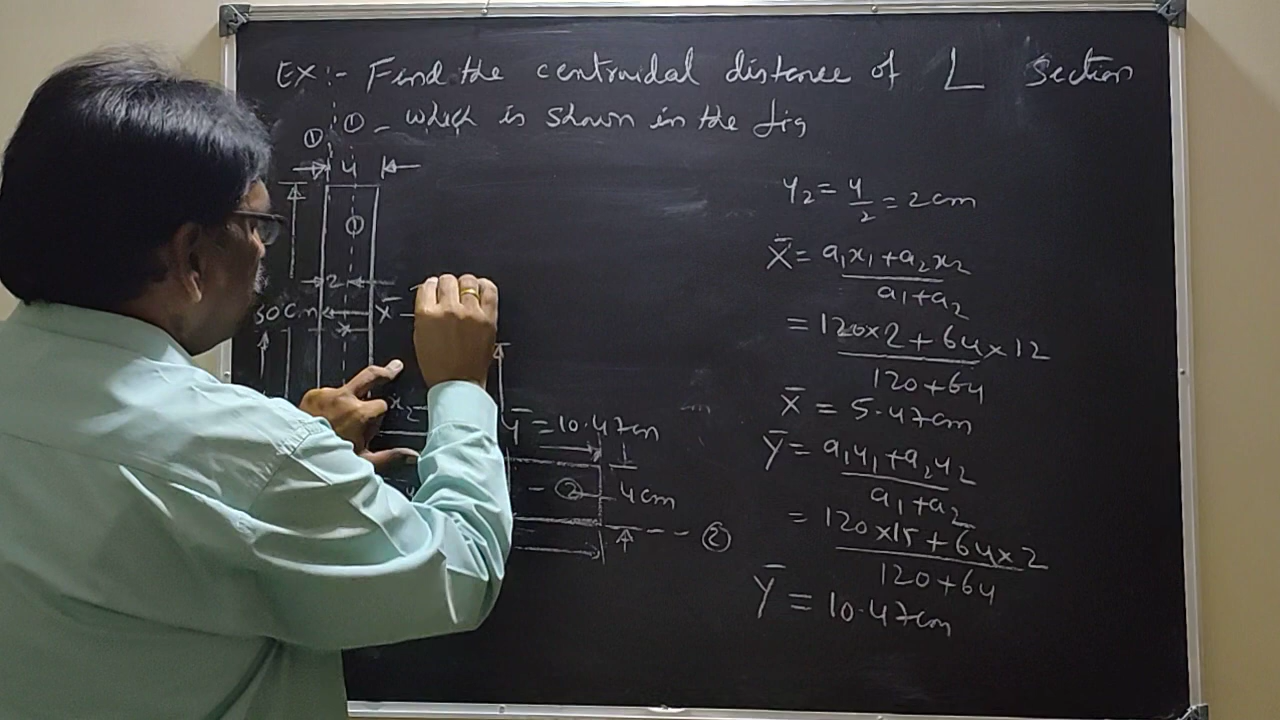 Ex:- Find the centroidal distance of L Section
which is shown in the fig
① ①
4
①
2
30Cm X̄
x₂
Ȳ = 10.47cm
② 4cm
②
y₂ = 4/2 = 2cm
X̄ = a₁x₁+a₂x₂ / a₁+a₂
= 120×2+64×12 / 120+64
X̄ = 5.47cm
Ȳ = a₁y₁+a₂y₂ / a₁+a₂
= 120×15+64×2 / 120+64
Ȳ = 10.47cm